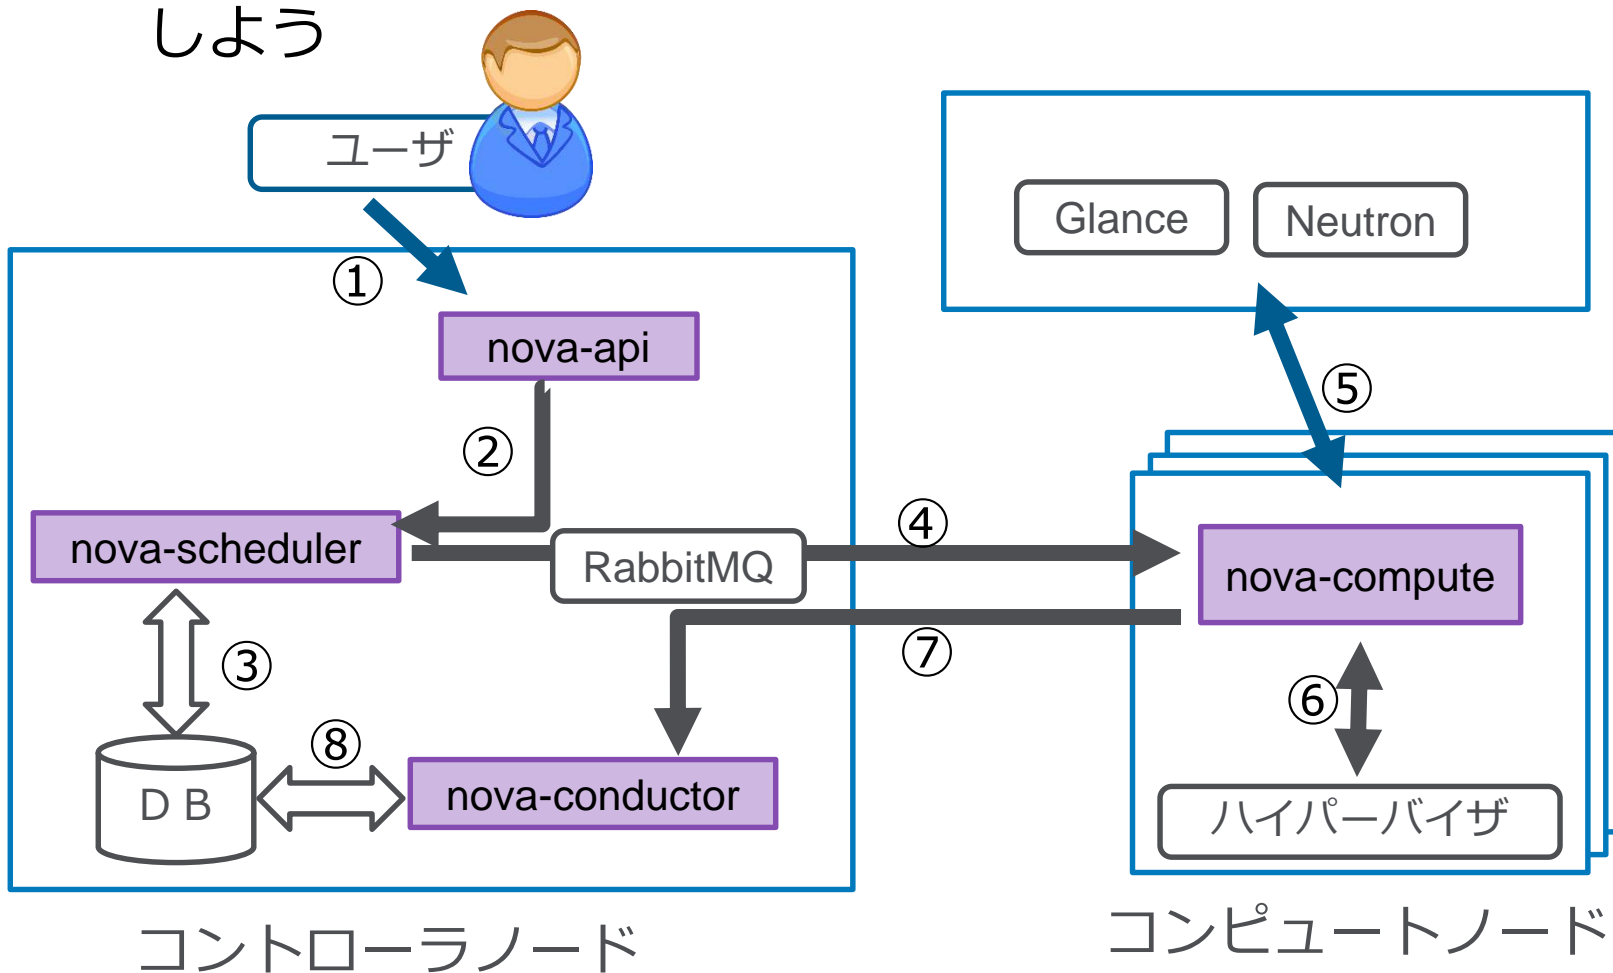 しよう
ユーザ
Glance
Neutron
①
nova-api
⑤
②
④
nova-scheduler
RabbitMQ
nova-compute
③
⑦
⑥
⑧
ＤＢ
nova-conductor
ハイパーバイザ
コントローラノード
コンピュートノード